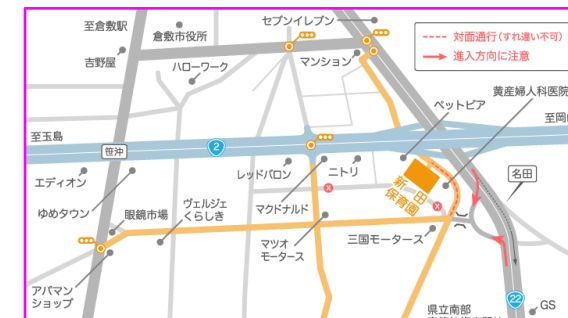 至倉敷駅
倉敷市役所
セブンイレブン
対面通行(すれ違い不可)
進入方向に注意
吉野屋
ハローワーク
マンション
黄産婦人科医院
ペットピア
至岡
至玉島
笹沖
2
名田
エディオン
レッドバロン
ニトリ
新田
保育園
ゆめタウン
眼鏡市場
ヴェルジェ
くらしき
マクドナルド
マツオ
モータース
三国モータース
アパマン
ショップ
22
GS
県立南部